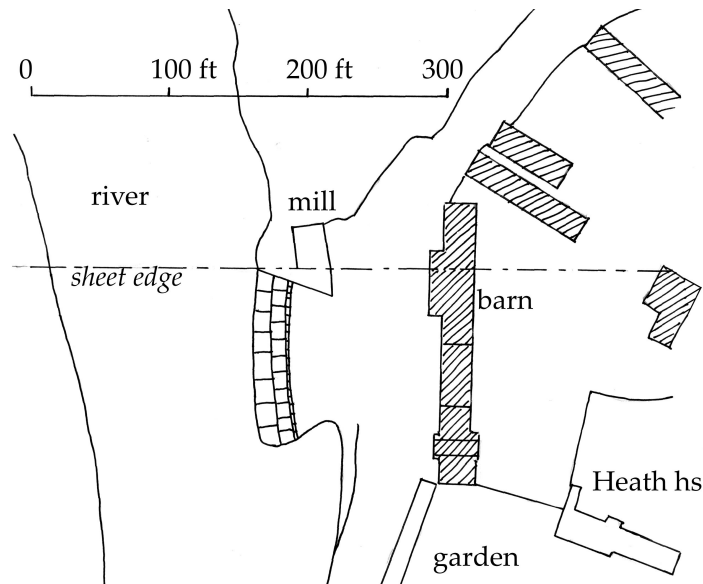 0 100 ft 200 ft 300
river
mill
sheet edge
barn
Heath hs
garden